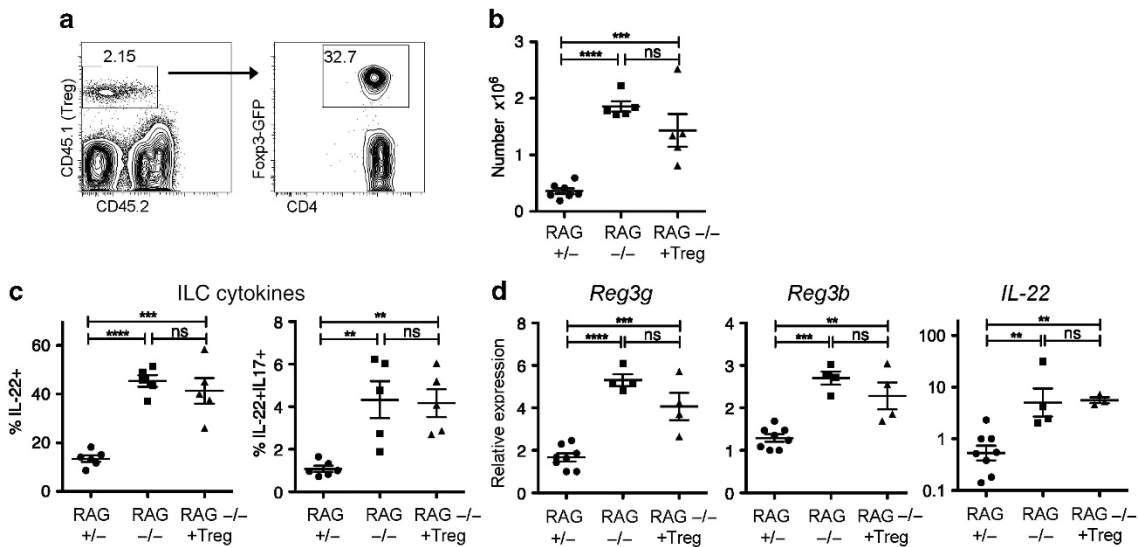 a
2.15
CD45.1 (Treg)
CD45.2
32.7
Foxp3-GFP
CD4
b
***
**** ns
Number x10⁶
3
2
1
0
RAG +/–
RAG –/–
RAG –/– +Treg
c
ILC cytokines
***
**** ns
% IL-22+
60
40
20
0
RAG +/–
RAG –/–
RAG –/– +Treg
**
** ns
% IL-22+IL17+
8
6
4
2
0
RAG +/–
RAG –/–
RAG –/– +Treg
d
Reg3g
***
**** ns
Relative expression
8
6
4
2
0
RAG +/–
RAG –/–
RAG –/– +Treg
Reg3b
**
*** ns
4
3
2
1
0
RAG +/–
RAG –/–
RAG –/– +Treg
IL-22
**
** ns
100
10
1
0.1
RAG +/–
RAG –/–
RAG –/– +Treg